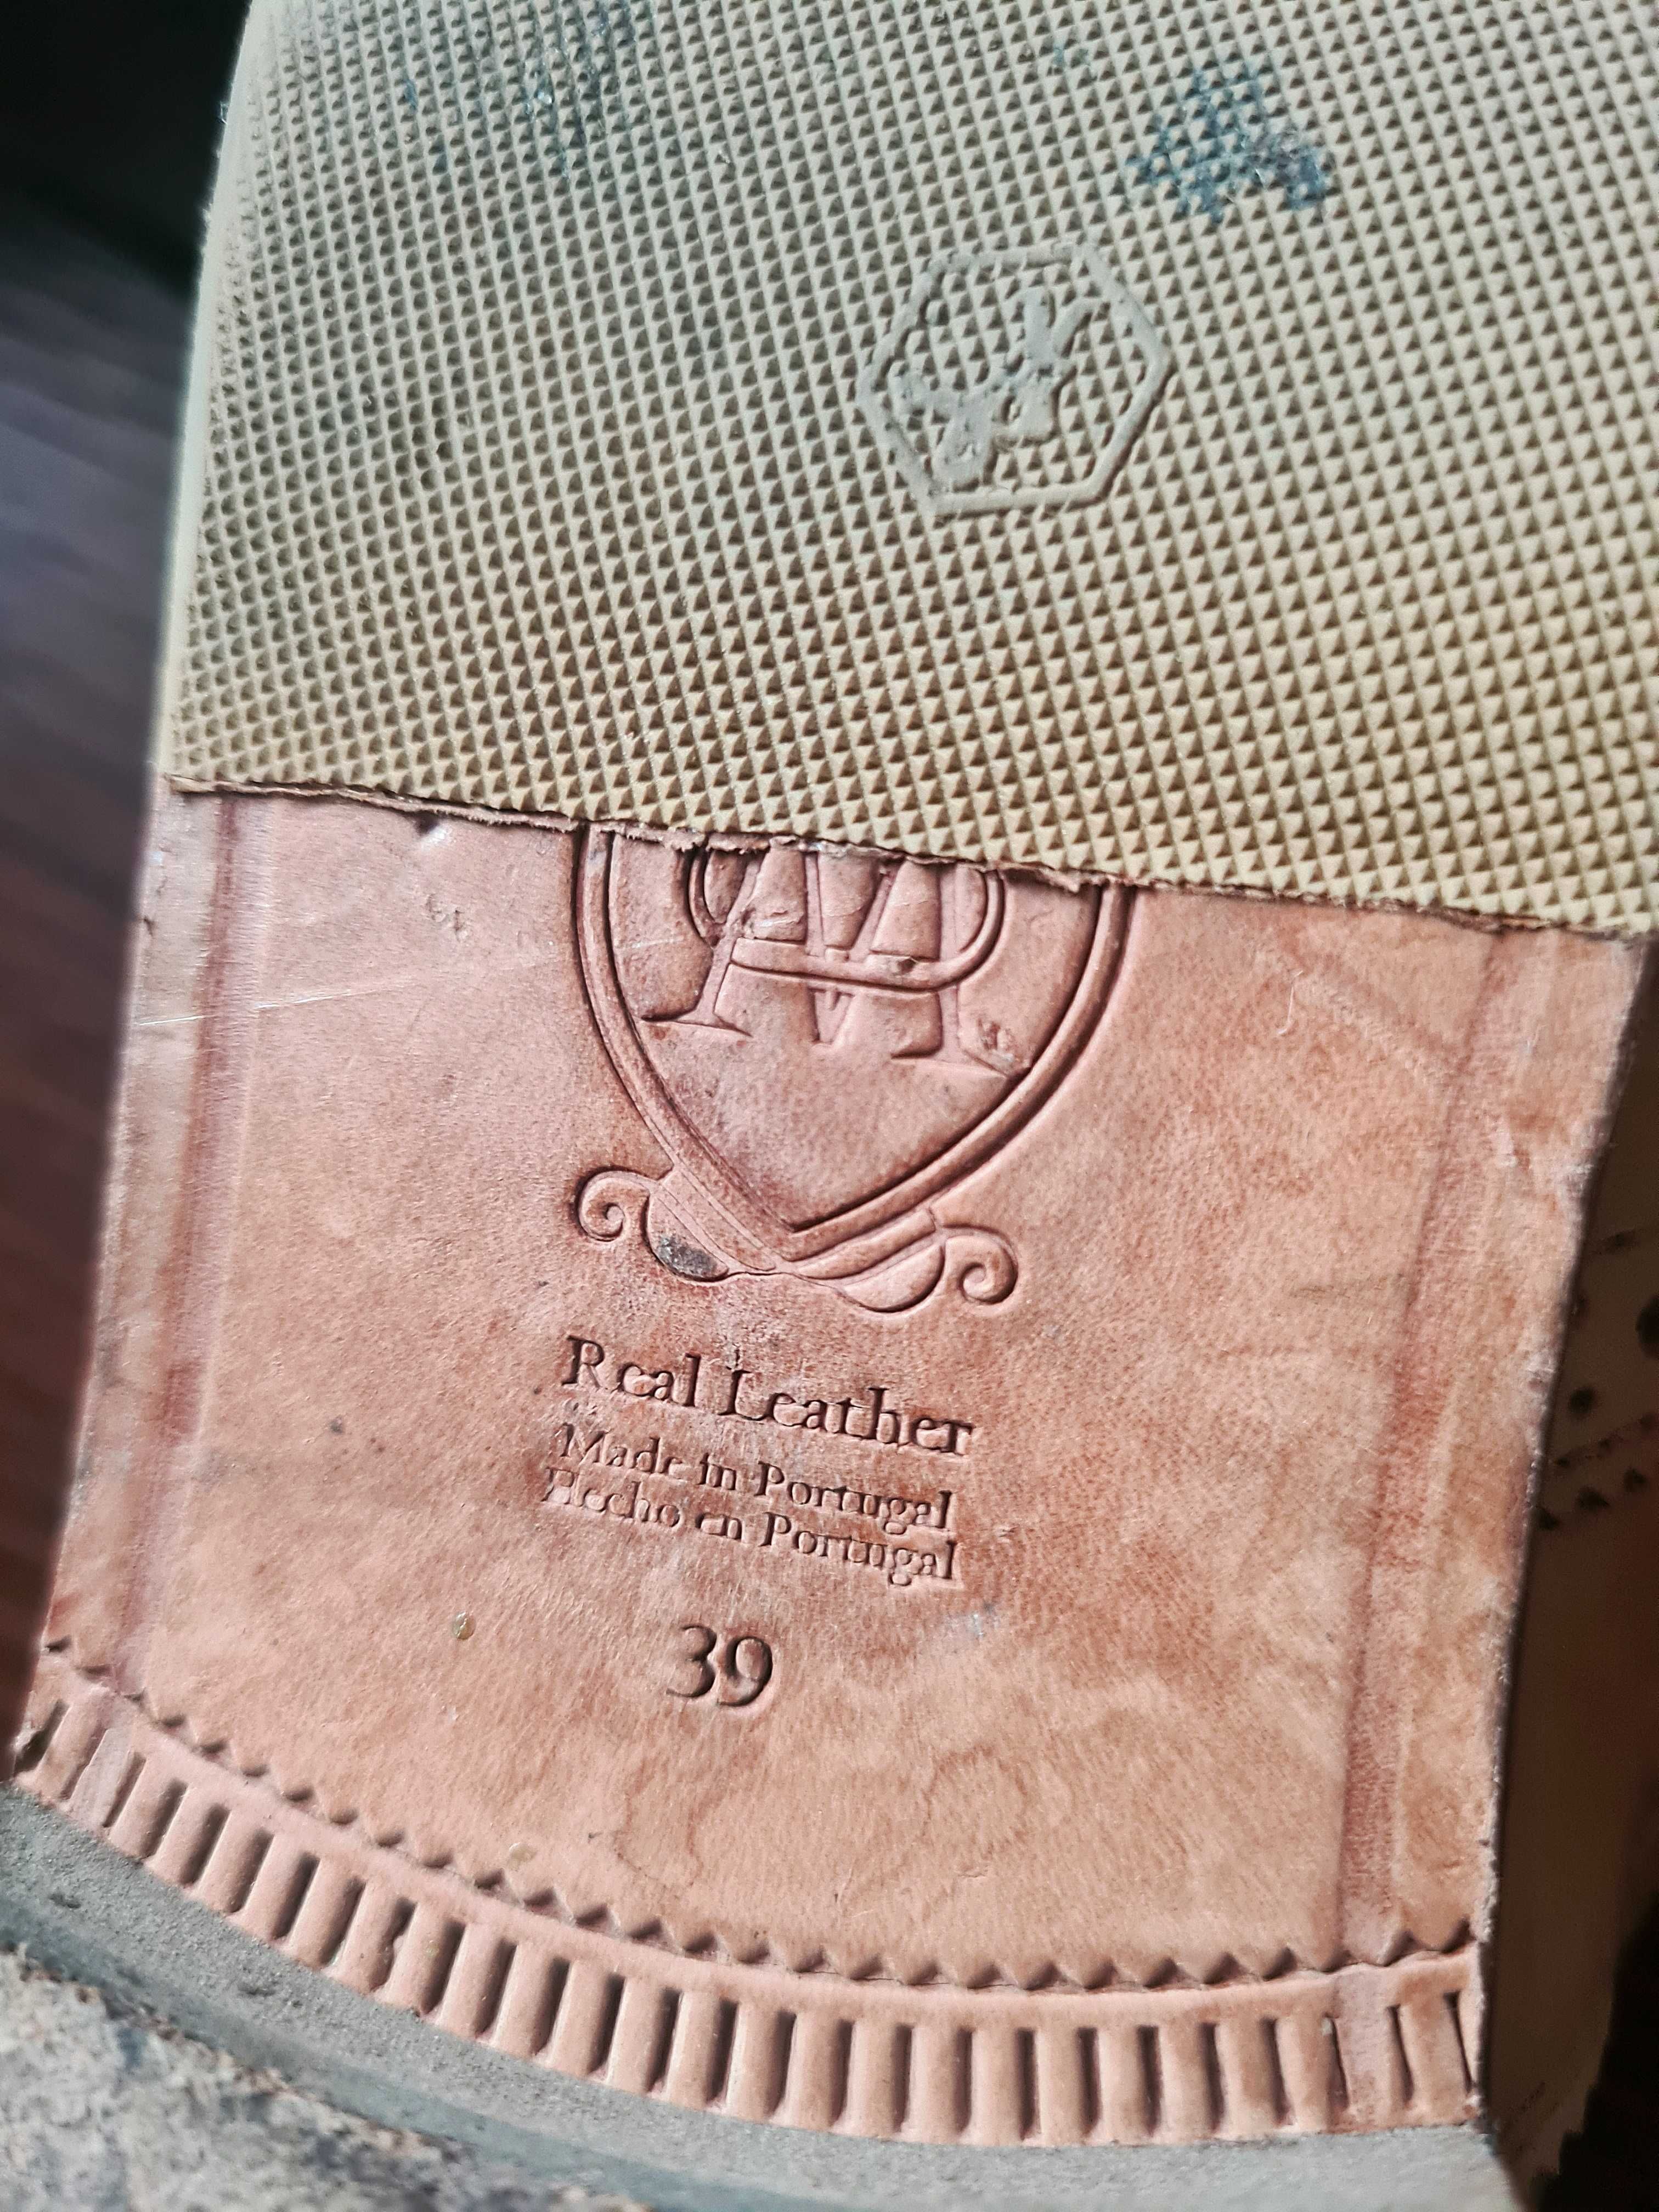 Real Leather
Made in Portugal
Hecho en Portugal
39